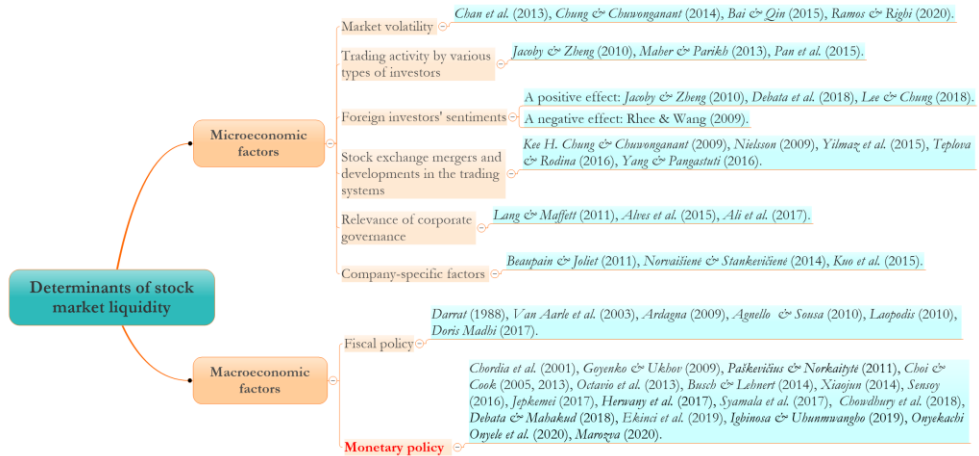 Determinants of stock
market liquidity
Microeconomic
factors
Market volatility
Chan et al. (2013), Chung & Chuwonganant (2014), Bai & Qin (2015), Ramos & Righi (2020).
Trading activity by various
types of investors
Jacoby & Zheng (2010), Maher & Parikh (2013), Pan et al. (2015).
Foreign investors' sentiments
A positive effect: Jacoby & Zheng (2010), Debata et al. (2018), Lee & Chung (2018).
A negative effect: Rhee & Wang (2009).
Stock exchange mergers and
developments in the trading
systems
Kee H. Chung & Chuwonganant (2009), Nielsson (2009), Yilmaz et al. (2015), Teplova
& Rodina (2016), Yang & Pangastuti (2016).
Relevance of corporate
governance
Lang & Maffett (2011), Alves et al. (2015), Ali et al. (2017).
Company-specific factors
Beaupain & Joliet (2011), Norvaišienė & Stankevičienė (2014), Kuo et al. (2015).
Macroeconomic
factors
Fiscal policy
Darrat (1988), Van Aarle et al. (2003), Ardagna (2009), Agnello & Sousa (2010), Laopodis (2010),
Doris Madhi (2017).
Monetary policy
Chordia et al. (2001), Goyenko & Ukhov (2009), Paškevičius & Norkaitytė (2011), Choi &
Cook (2005, 2013), Octavio et al. (2013), Busch & Lehnert (2014), Xiaojun (2014), Sensoy
(2016), Jepkemei (2017), Herwany et al. (2017), Syamala et al. (2017), Chowdhury et al. (2018),
Debata & Mahakud (2018), Ekinci et al. (2019), Igbinosa & Uhunmwangho (2019), Onyekachi
Onyele et al. (2020), Marozva (2020).